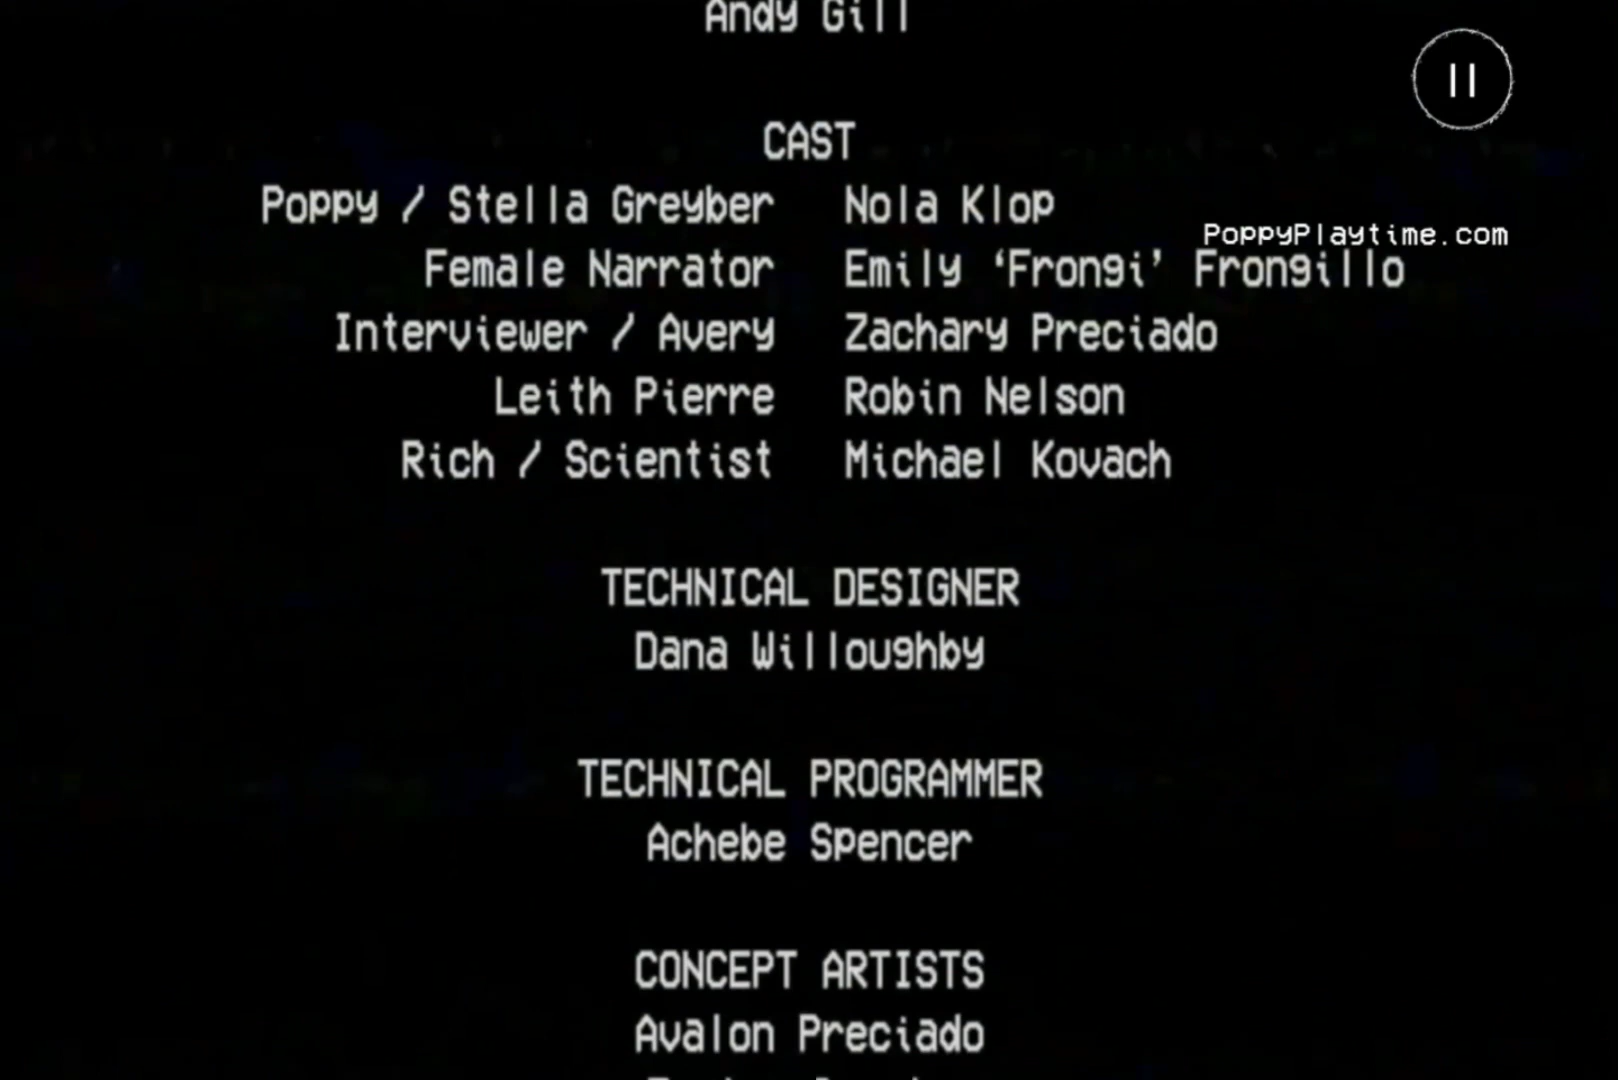 Andy Gill
CAST
Poppy / Stella Greyber Nola Klop
PoppyPlaytime.com
Female Narrator Emily ‘Frongi’ Frongillo
Interviewer / Avery Zachary Preciado
Leith Pierre Robin Nelson
Rich / Scientist Michael Kovach
TECHNICAL DESIGNER
Dana Willoughby
TECHNICAL PROGRAMMER
Achebe Spencer
CONCEPT ARTISTS
Avalon Preciado